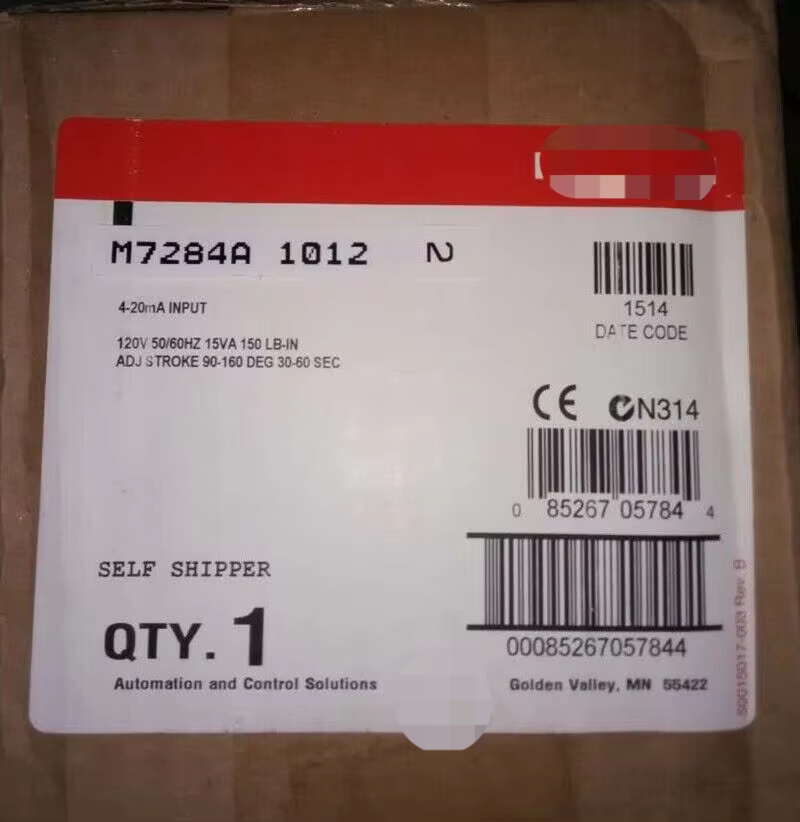 M7284A 1012 2
4-20mA INPUT
120V 50/60HZ 15VA 150 LB-IN
ADJ STROKE 90-160 DEG 30-60 SEC
1514
DATE CODE
CE N314
0 85267 05784 4
SELF SHIPPER
QTY. 1
00085267057844
Automation and Control Solutions
Golden Valley, MN 55422
50015017-003 Rev. B